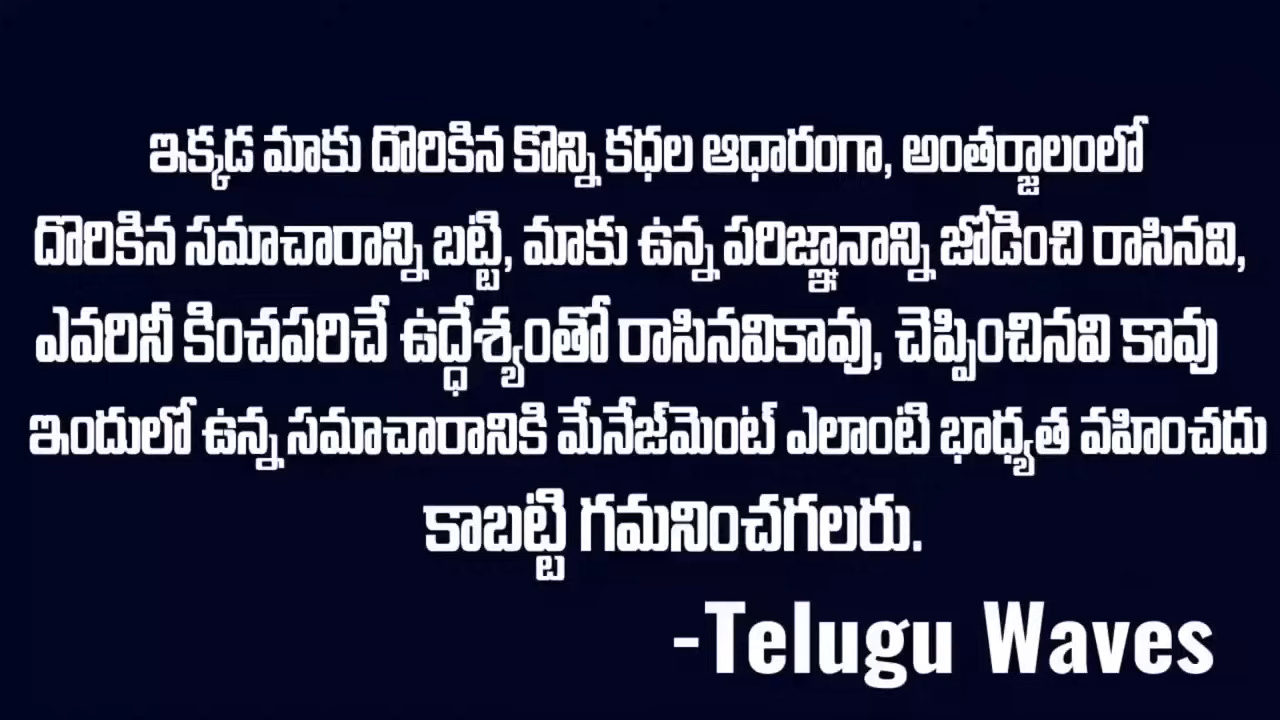 ఇక్కడ మాకు దొరికిన కొన్ని కధల ఆధారంగా, అంతర్జాలంలో
దొరికిన సమాచారాన్ని బట్టి, మాకు ఉన్న పరిజ్ఞానాన్ని జోడించి రాసినవి,
ఎవరినీ కించపరిచే ఉద్ధేశ్యంతో రాసినవికావు, చెప్పించినవి కావు
ఇందులో ఉన్న సమాచారానికి మేనేజ్‌మెంట్ ఎలాంటి భాధ్యత వహించదు
కాబట్టి గమనించగలరు.
-Telugu Waves